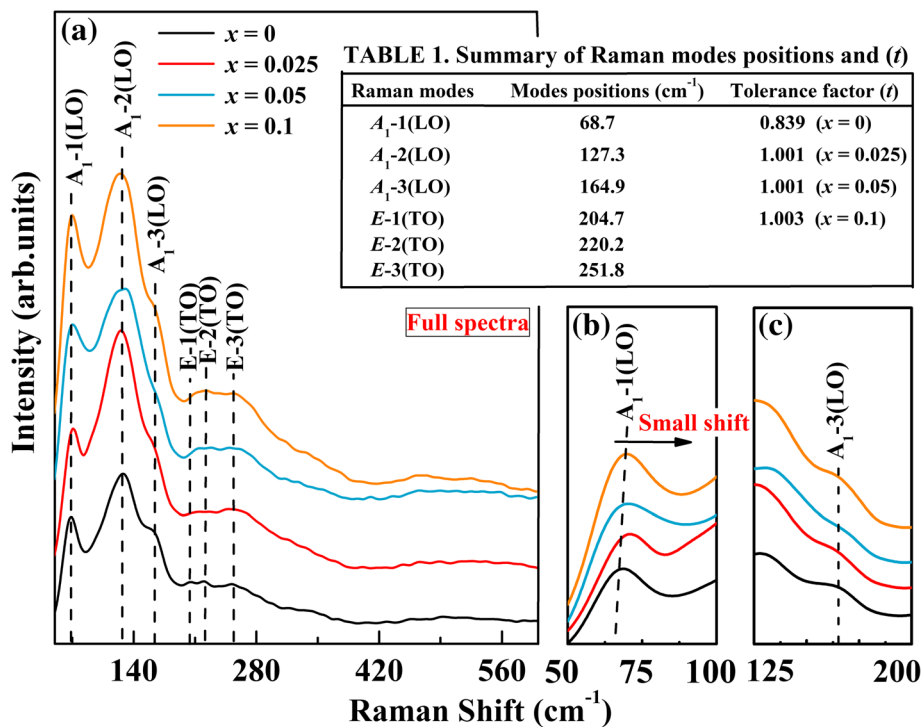 (a)
x = 0
x = 0.025
x = 0.05
x = 0.1
A1-1(LO)
A1-2(LO)
A1-3(LO)
E-1(TO)
E-2(TO)
E-3(TO)
TABLE 1. Summary of Raman modes positions and (t)
Raman modes Modes positions (cm-1) Tolerance factor (t)
A1-1(LO) 68.7 0.839 (x = 0)
A1-2(LO) 127.3 1.001 (x = 0.025)
A1-3(LO) 164.9 1.001 (x = 0.05)
E-1(TO) 204.7 1.003 (x = 0.1)
E-2(TO) 220.2
E-3(TO) 251.8
Full spectra
(b)
A1-1(LO)
Small shift
(c)
A1-3(LO)
Intensity (arb.units)
140 280 420 560
50 75 100
125 200
Raman Shift (cm-1)